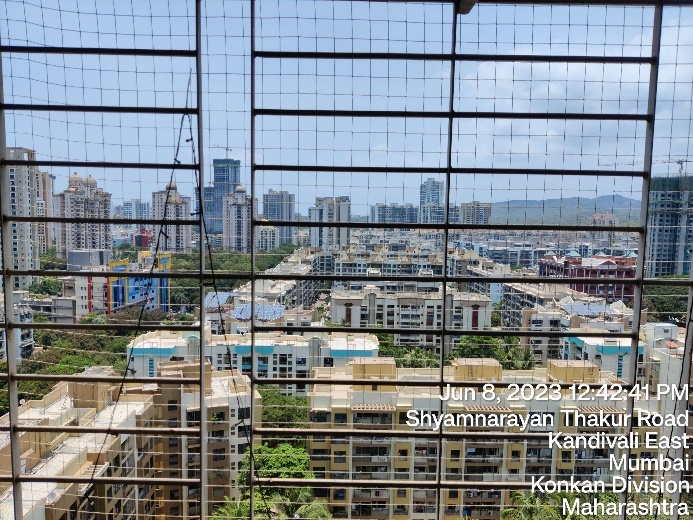 Jun 8, 2023 12:42:41 PM
Shyamnarayan Thakur Road
Kandivali East
Mumbai
Konkan Division
Maharashtra